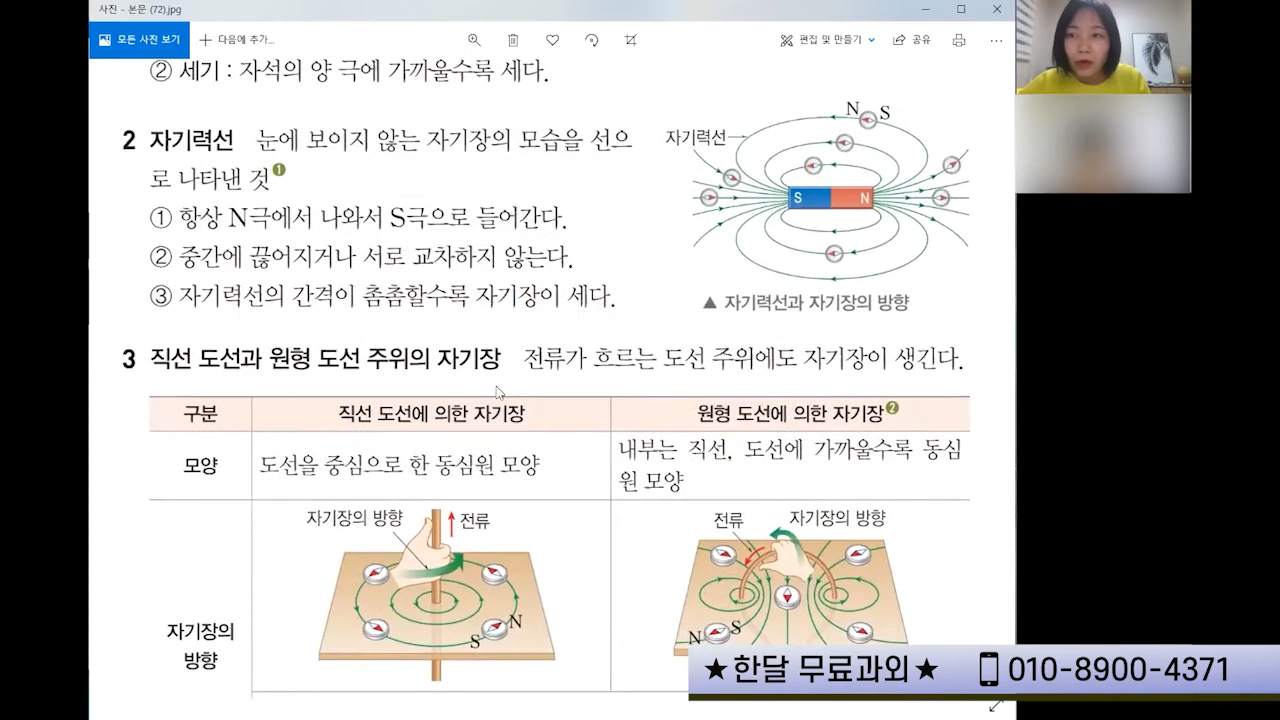 사진 - 본문 (72).jpg
모든 사진 보기
다음에 추가...
편집 및 만들기
공유
② 세기 : 자석의 양 극에 가까울수록 세다.
2 자기력선 눈에 보이지 않는 자기장의 모습을 선으
로 나타낸 것❶
① 항상 N극에서 나와서 S극으로 들어간다.
② 중간에 끊어지거나 서로 교차하지 않는다.
③ 자기력선의 간격이 촘촘할수록 자기장이 세다.
N S
자기력선
S N
▲ 자기력선과 자기장의 방향
3 직선 도선과 원형 도선 주위의 자기장 전류가 흐르는 도선 주위에도 자기장이 생긴다.
구분 직선 도선에 의한 자기장 원형 도선에 의한 자기장❷
모양 도선을 중심으로 한 동심원 모양
내부는 직선, 도선에 가까울수록 동심
원 모양
자기장의 방향 전류
N
S
전류 자기장의 방향
N S
자기장의
방향
★한달 무료과외★ 010-8900-4371